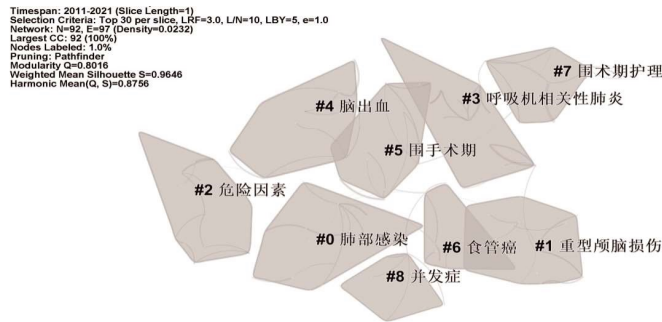 Timespan: 2011-2021 (Slice Length=1)
Selection Criteria: Top 30 per slice, LRF=3.0, L/N=10, LBY=5, e=1.0
Network: N=92, E=97 (Density=0.0232)
Largest CC: 92 (100%)
Nodes Labeled: 1.0%
Pruning: Pathfinder
Modularity Q=0.8016
Weighted Mean Silhouette S=0.9646
Harmonic Mean(Q, S)=0.8756
#7 围术期护理
#4 脑出血
#3 呼吸机相关性肺炎
#5 围手术期
#2 危险因素
#0 肺部感染
#6 食管癌
#1 重型颅脑损伤
#8 并发症